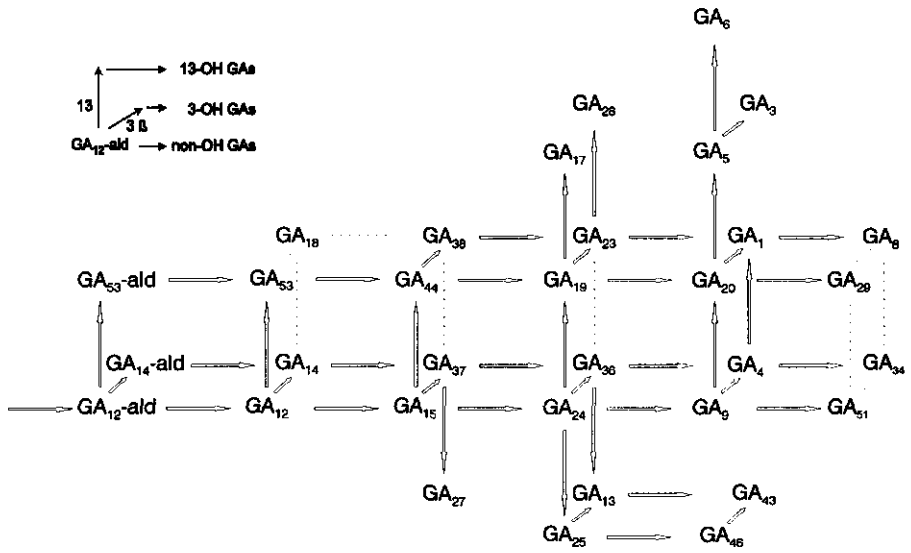 GA6
13-OH GAs
GA28 GA3
13 3-OH GAs
3 ß
GA12-ald non-OH GAs
GA17 GA5
GA18 GA38 GA23 GA1 GA8
GA53-ald GA53 GA44 GA19 GA20 GA29
GA14-ald GA14 GA37 GA36 GA4 GA34
GA12-ald GA12 GA15 GA24 GA9 GA51
GA27 GA13 GA43
GA25 GA46